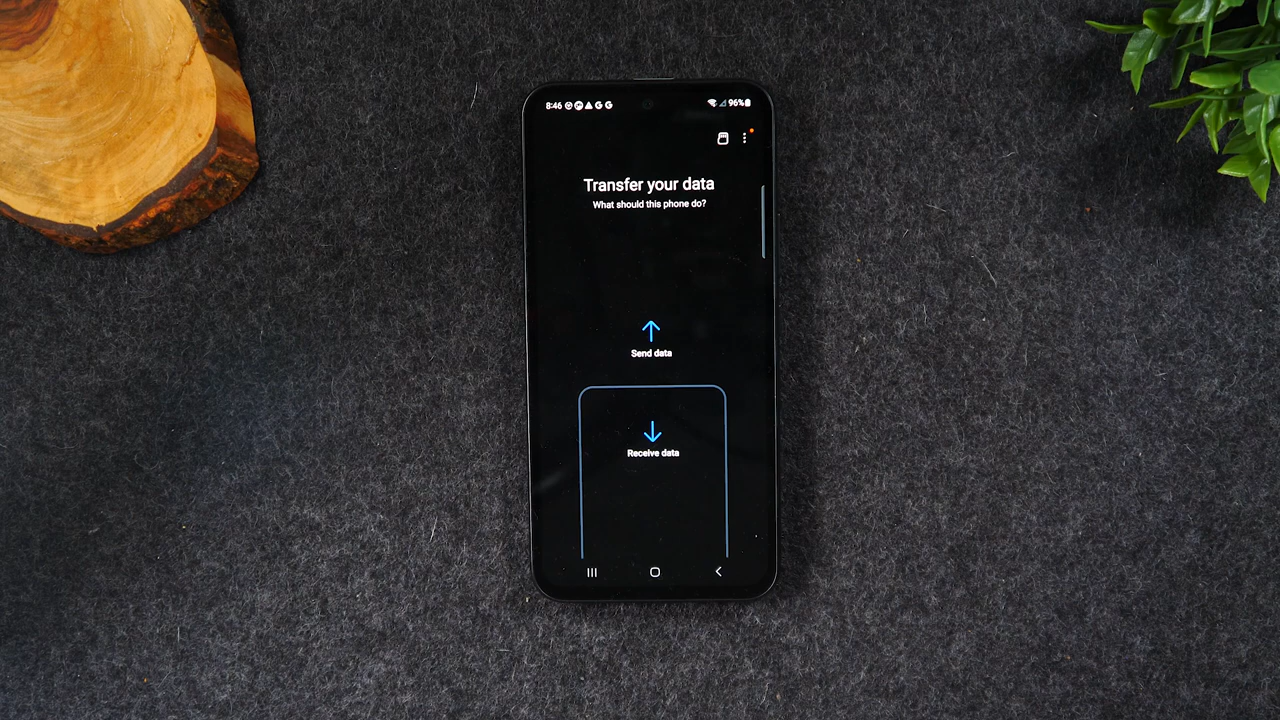 8:46 96%
Transfer your data
What should this phone do?
Send data
Receive data